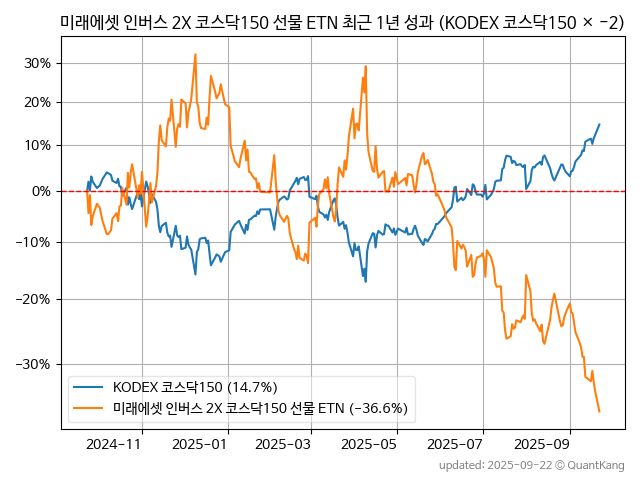 미래에셋 인버스 2X 코스닥150 선물 ETN 최근 1년 성과 (KODEX 코스닥150 × −2)
30%
20%
10%
0%
−10%
−20%
−30%
KODEX 코스닥150 (14.7%)
미래에셋 인버스 2X 코스닥150 선물 ETN (−36.6%)
2024-11 2025-01 2025-03 2025-05 2025-07 2025-09
updated: 2025-09-22 © QuantKang